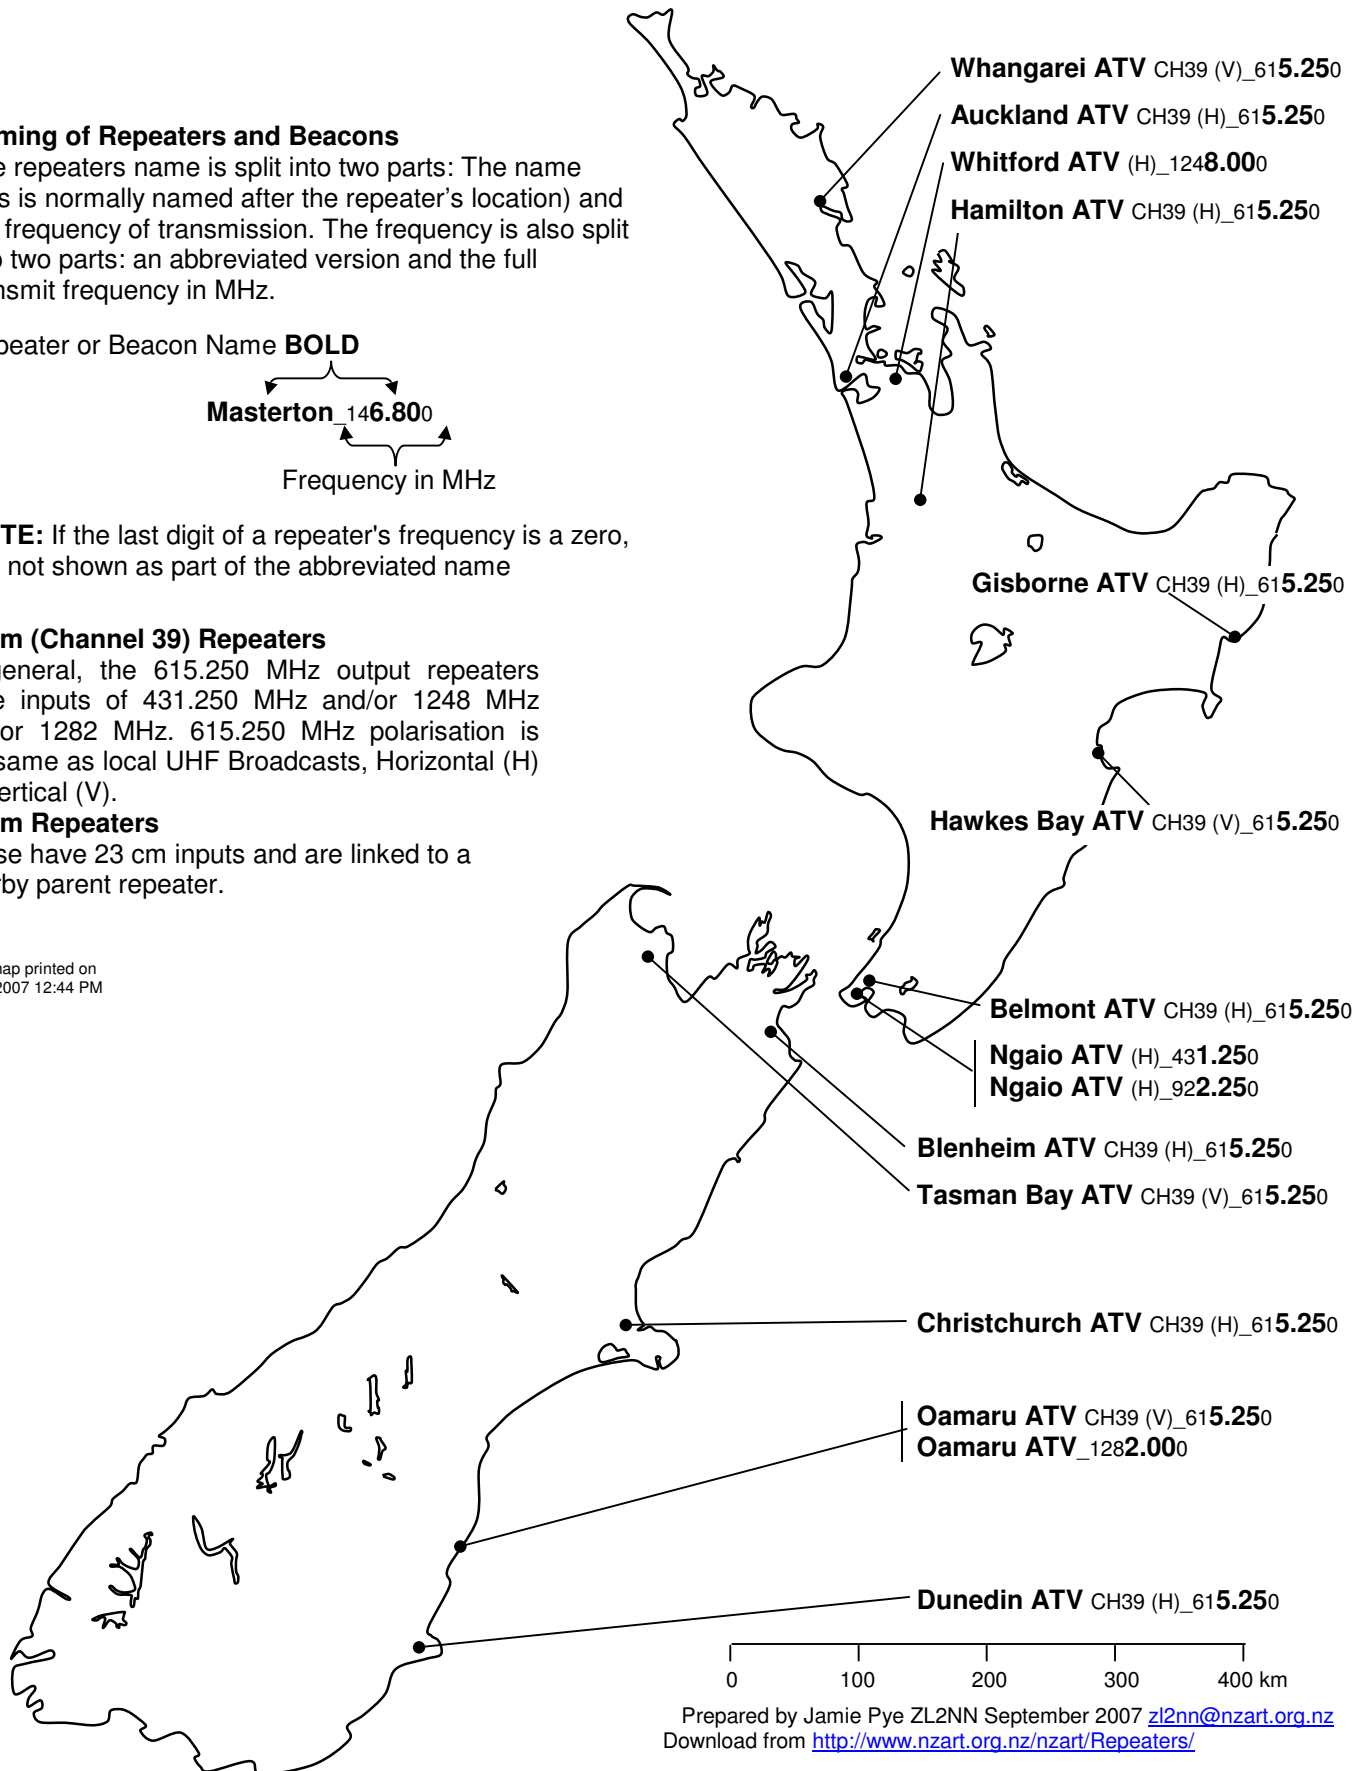 ming of Repeaters and Beacons
e repeaters name is split into two parts: The name
s is normally named after the repeater's location) and
frequency of transmission. The frequency is also split
o two parts: an abbreviated version and the full
nsmit frequency in MHz.
peater or Beacon Name BOLD
Masterton_146.800
Frequency in MHz
TE: If the last digit of a repeater's frequency is a zero,
not shown as part of the abbreviated name
m (Channel 39) Repeaters
general, the 615.250 MHz output repeaters
e inputs of 431.250 MHz and/or 1248 MHz
or 1282 MHz. 615.250 MHz polarisation is
same as local UHF Broadcasts, Horizontal (H)
ertical (V).
m Repeaters
se have 23 cm inputs and are linked to a
rby parent repeater.
map printed on
2007 12:44 PM
Whangarei ATV CH39 (V)_615.250
Auckland ATV CH39 (H)_615.250
Whitford ATV (H)_1248.000
Hamilton ATV CH39 (H)_615.250
Gisborne ATV CH39 (H)_615.250
Hawkes Bay ATV CH39 (V)_615.250
Belmont ATV CH39 (H)_615.250
Ngaio ATV (H)_431.250
Ngaio ATV (H)_922.250
Blenheim ATV CH39 (H)_615.250
Tasman Bay ATV CH39 (V)_615.250
Christchurch ATV CH39 (H)_615.250
Oamaru ATV CH39 (V)_615.250
Oamaru ATV_1282.000
Dunedin ATV CH39 (H)_615.250
0 100 200 300 400 km
Prepared by Jamie Pye ZL2NN September 2007 zl2nn@nzart.org.nz
Download from http://www.nzart.org.nz/nzart/Repeaters/